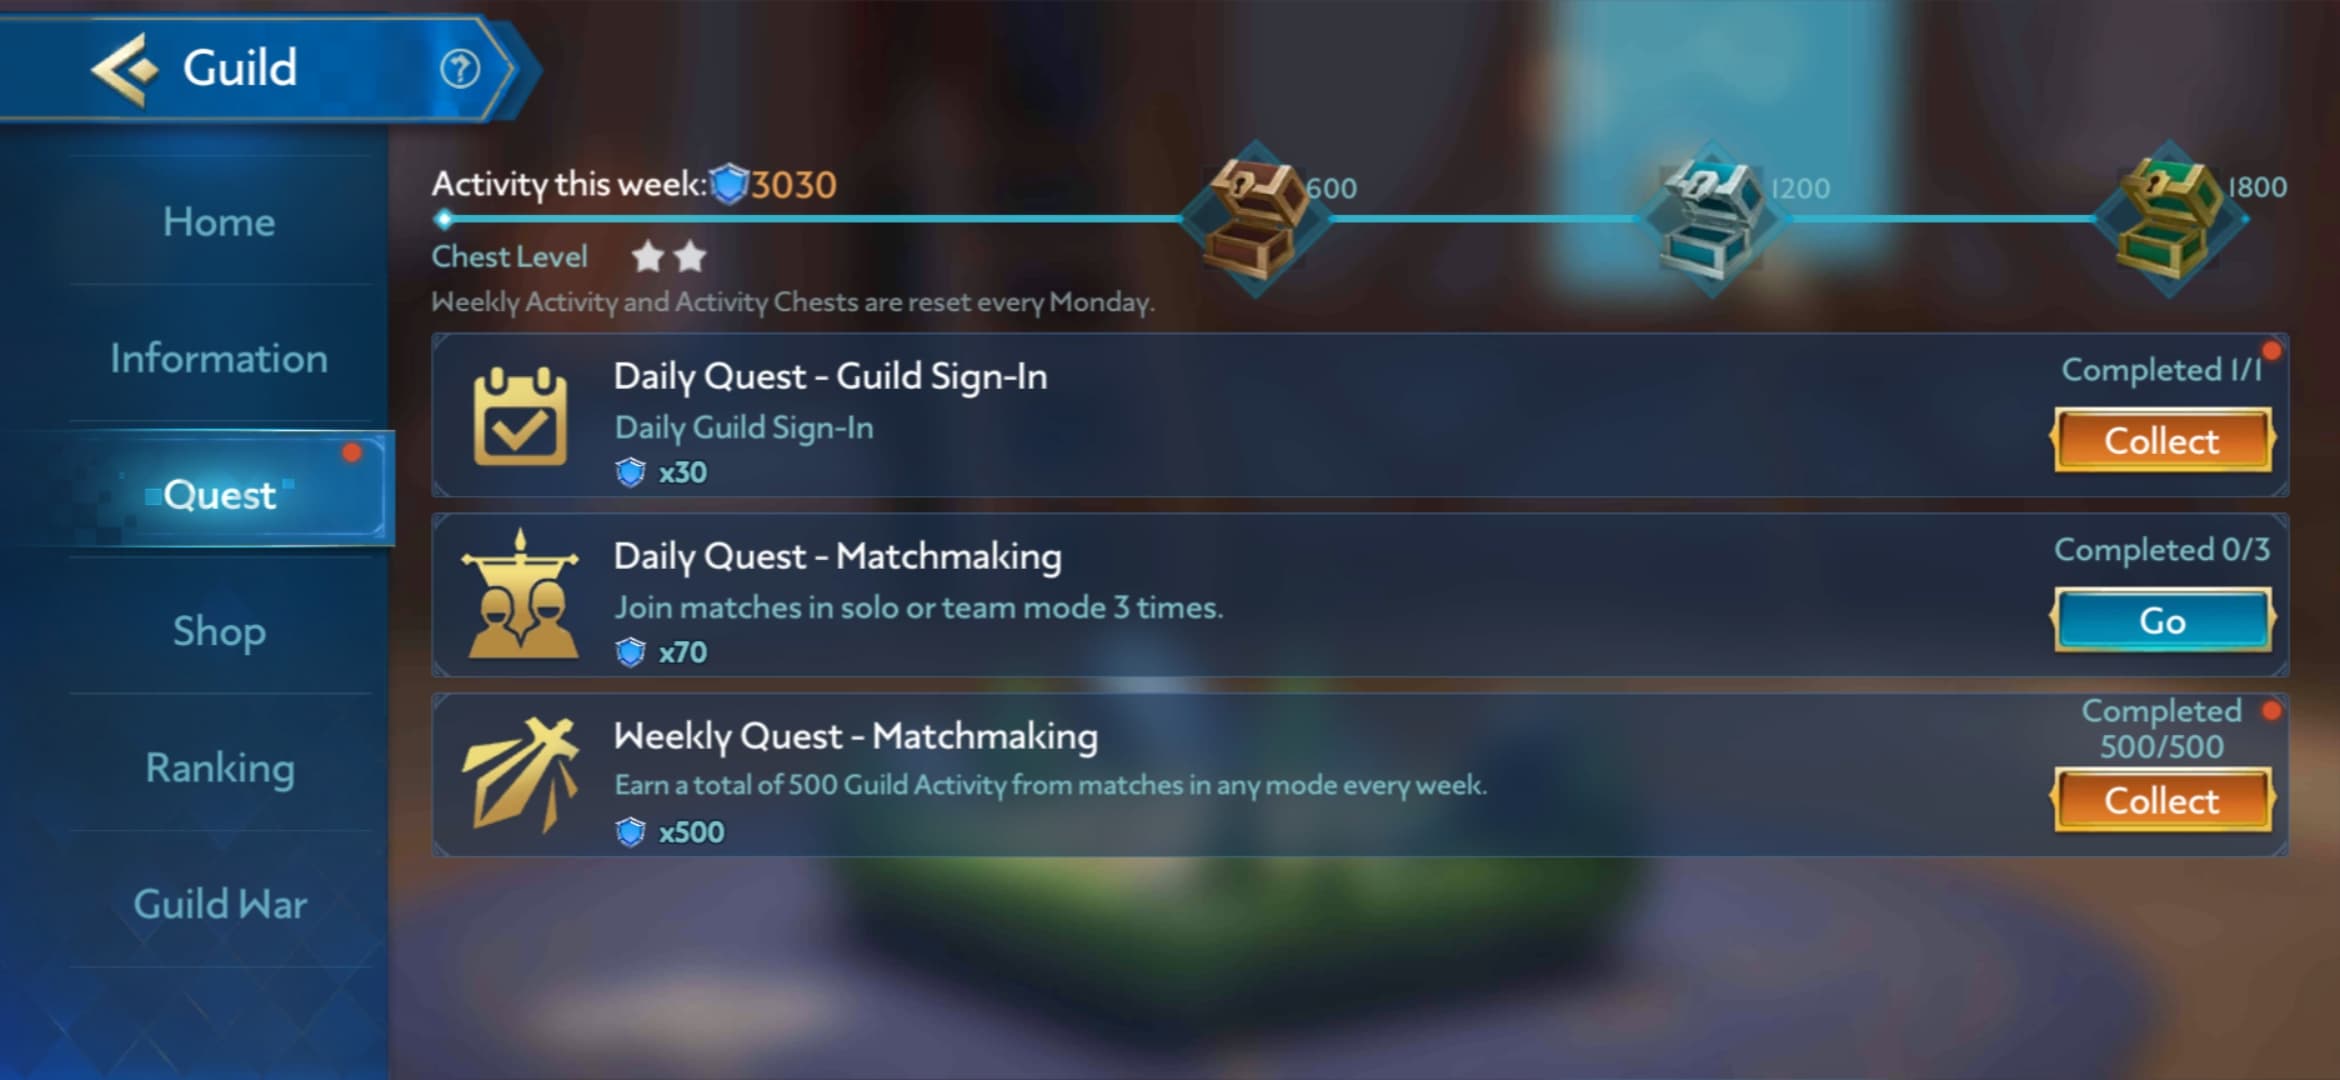 Guild
?
Home
Information
Quest
Shop
Ranking
Guild War
Activity this week: 3030
600
1200
1800
Chest Level
Weekly Activity and Activity Chests are reset every Monday.
Daily Quest - Guild Sign-In
Daily Guild Sign-In
x30
Completed 1/1
Collect
Daily Quest - Matchmaking
Join matches in solo or team mode 3 times.
x70
Completed 0/3
Go
Weekly Quest - Matchmaking
Earn a total of 500 Guild Activity from matches in any mode every week.
x500
Completed
500/500
Collect